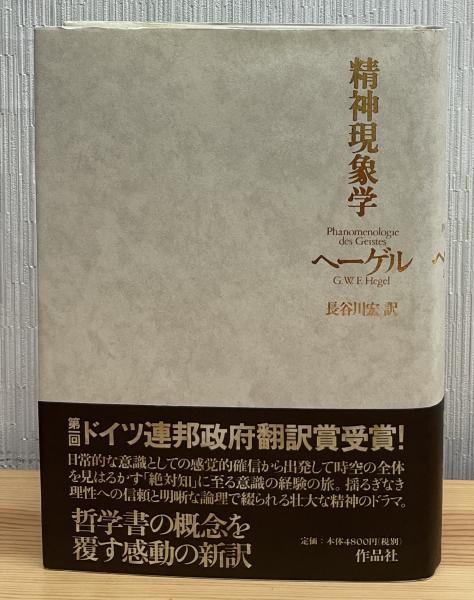 精神現象学
Phänomenologie
des Geistes
ヘーゲル
G.W.F. Hegel
長谷川宏 訳
第一回
ドイツ連邦政府翻訳賞受賞!
日常的な意識としての感覚的確信から出発して時空の全体
を見はるかす「絶対知」に至る意識の経験の旅。揺るぎなき
理性への信頼と明晰な論理で綴られる壮大な精神のドラマ。
哲学書の概念を
覆す感動の新訳
定価:本体4800円(税別)
作品社